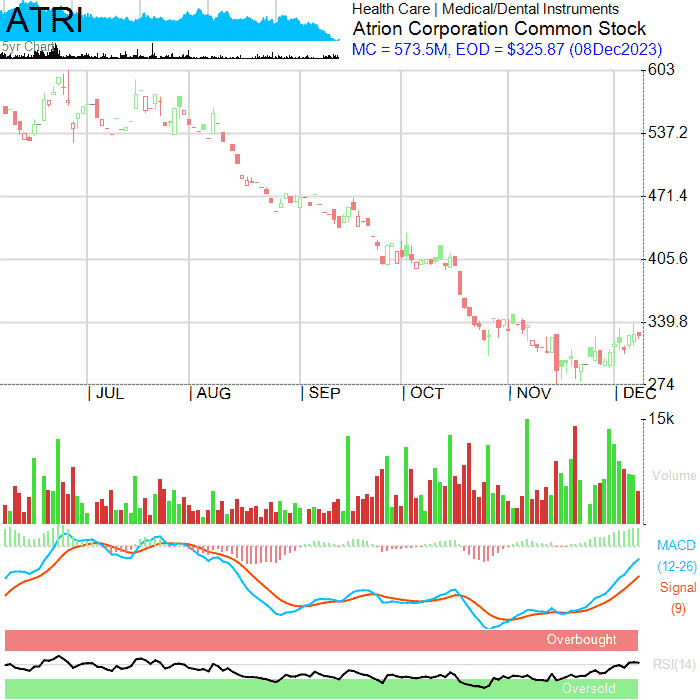 ATRI
5yr Chart
Health Care | Medical/Dental Instruments
Atrion Corporation Common Stock
MC = 573.5M, EOD = $325.87 (08Dec2023)
603
537.2
471.4
405.6
339.8
274
JUL
AUG
SEP
OCT
NOV
DEC
15k
Volume
MACD
(12-26)
Signal
(9)
Overbought
RSI(14)
Oversold